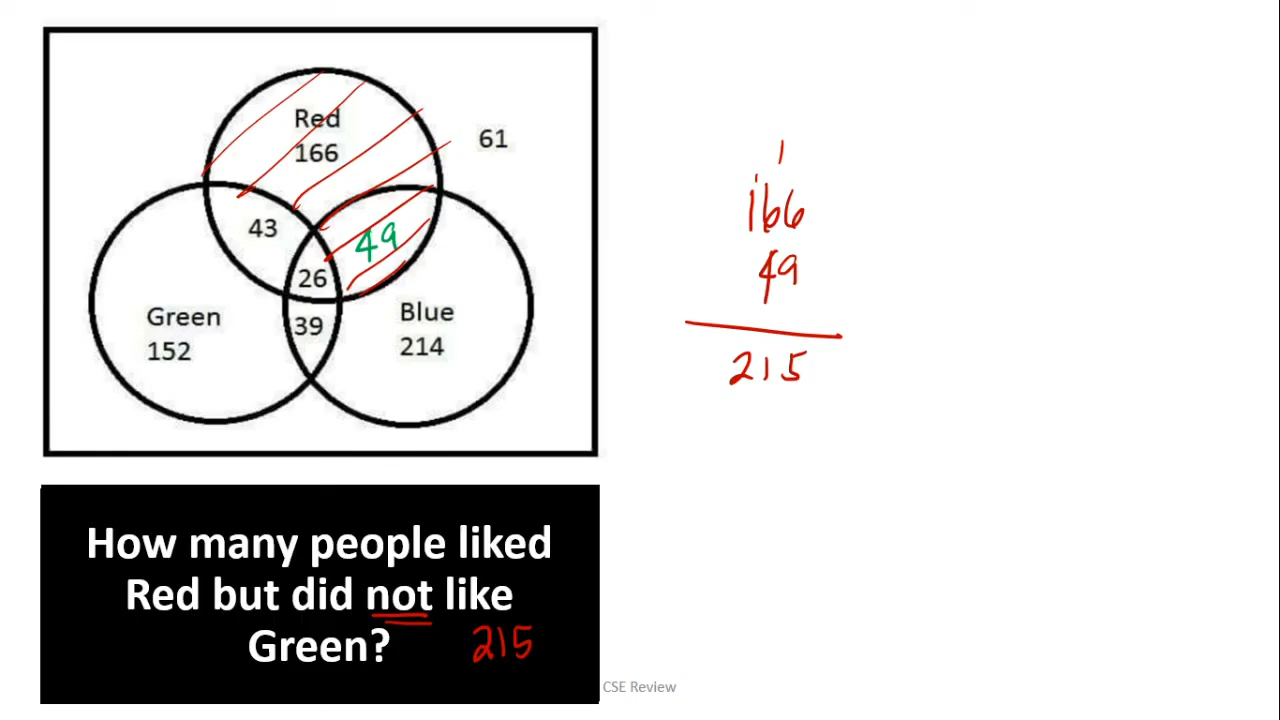 Red
166
61
43
49
26
39
Green
152
Blue
214
1
1
166
49
215
How many people liked
Red but did not like
Green? 215
CSE Review